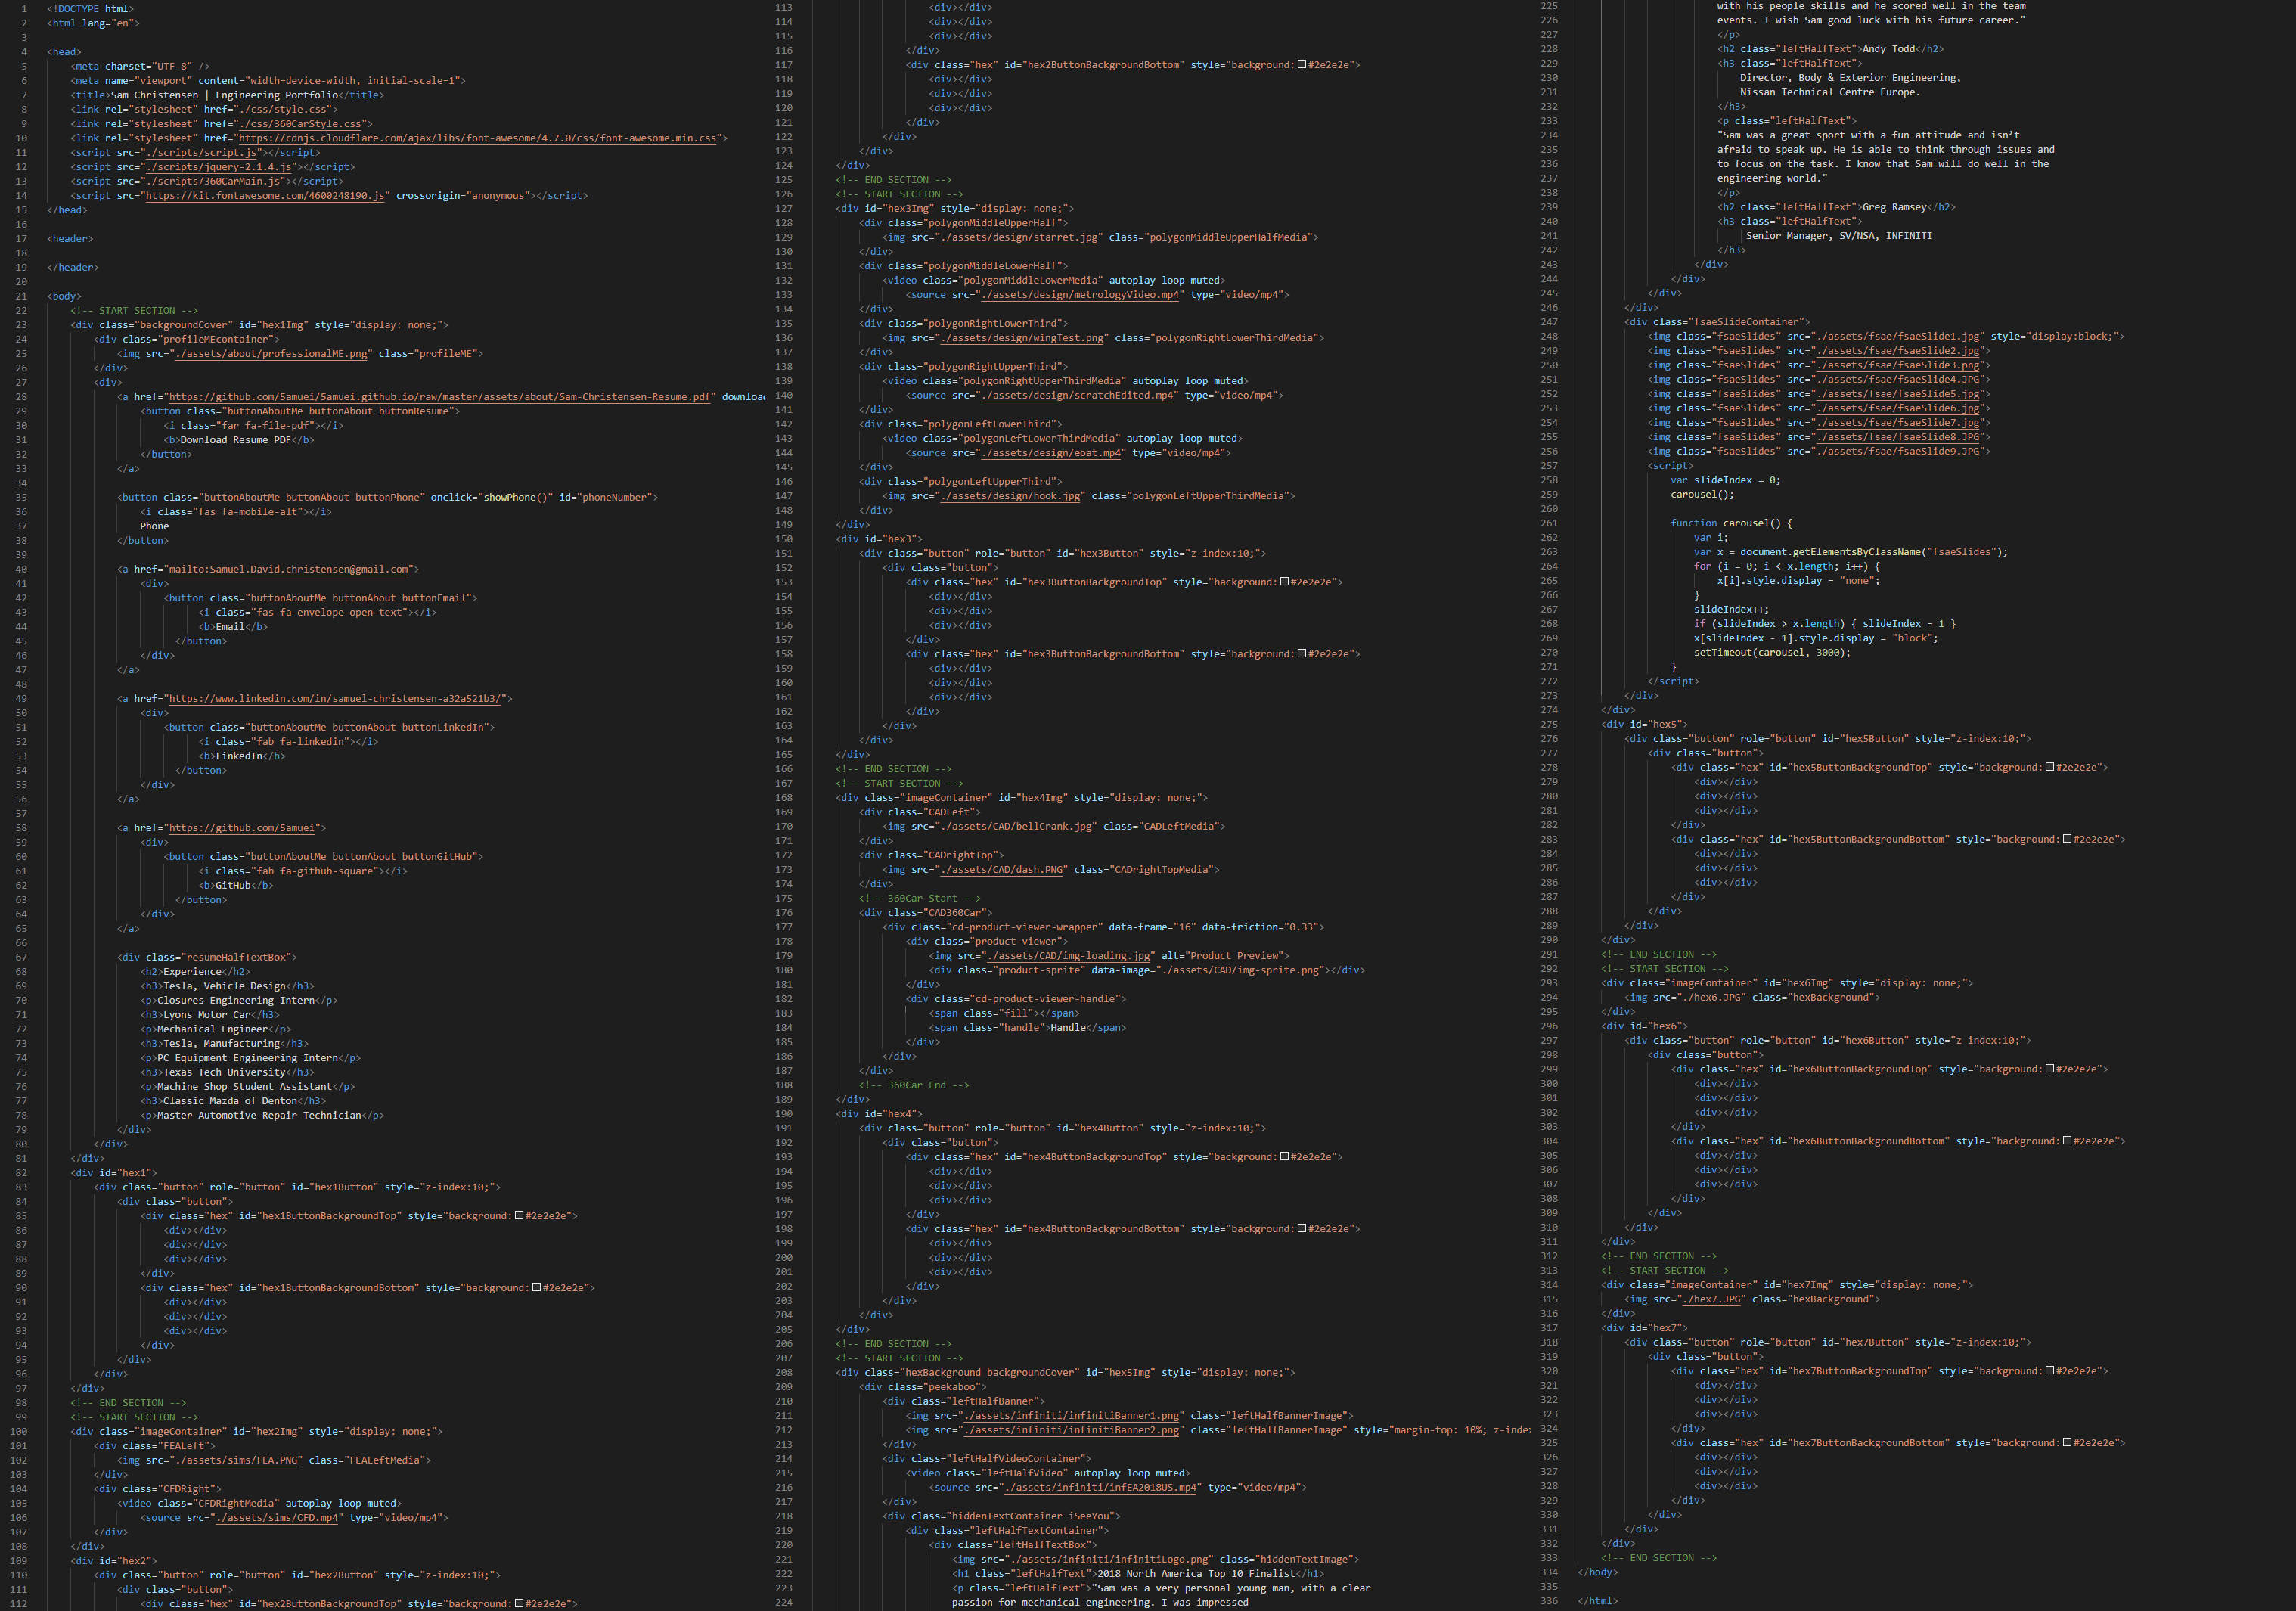 1 <!DOCTYPE html>
2 <html lang="en">
3
4 <head>
5 <meta charset="UTF-8" />
6 <meta name="viewport" content="width=device-width, initial-scale=1">
7 <title>Sam Christensen | Engineering Portfolio</title>
8 <link rel="stylesheet" href="./css/style.css">
9 <link rel="stylesheet" href="./css/360CarStyle.css">
10 <link rel="stylesheet" href="https://cdnjs.cloudflare.com/ajax/libs/font-awesome/4.7.0/css/font-awesome.min.css">
11 <script src="./scripts/script.js"></script>
12 <script src="./scripts/jquery-2.1.4.js"></script>
13 <script src="./scripts/360CarMain.js"></script>
14 <script src="https://kit.fontawesome.com/4600248190.js" crossorigin="anonymous"></script>
15 </head>
16
17 <header>
18
19 </header>
20
21 <body>
22 <!-- START SECTION -->
23 <div class="backgroundCover" id="hex1Img" style="display: none;">
24 <div class="profileMEcontainer">
25 <img src="./assets/about/professionalME.png" class="profileME">
26 </div>
27 <div>
28 <a href="https://github.com/5amuei/5amuei.github.io/raw/master/assets/about/Sam-Christensen-Resume.pdf" downloa
29 <button class="buttonAboutMe buttonAbout buttonResume">
30 <i class="far fa-file-pdf"></i>
31 <b>Download Resume PDF</b>
32 </button>
33 </a>
34
35 <button class="buttonAboutMe buttonAbout buttonPhone" onclick="showPhone()" id="phoneNumber">
36 <i class="fas fa-mobile-alt"></i>
37 Phone
38 </button>
39
40 <a href="mailto:Samuel.David.christensen@gmail.com">
41 <div>
42 <button class="buttonAboutMe buttonAbout buttonEmail">
43 <i class="fas fa-envelope-open-text"></i>
44 <b>Email</b>
45 </button>
46 </div>
47 </a>
48
49 <a href="https://www.linkedin.com/in/samuel-christensen-a32a521b3/">
50 <div>
51 <button class="buttonAboutMe buttonAbout buttonLinkedIn">
52 <i class="fab fa-linkedin"></i>
53 <b>LinkedIn</b>
54 </button>
55 </div>
56 </a>
57
58 <a href="https://github.com/5amuei">
59 <div>
60 <button class="buttonAboutMe buttonAbout buttonGitHub">
61 <i class="fab fa-github-square"></i>
62 <b>GitHub</b>
63 </button>
64 </div>
65 </a>
66
67 <div class="resumeHalfTextBox">
68 <h2>Experience</h2>
69 <h3>Tesla, Vehicle Design</h3>
70 <p>Closures Engineering Intern</p>
71 <h3>Lyons Motor Car</h3>
72 <p>Mechanical Engineer</p>
73 <h3>Tesla, Manufacturing</h3>
74 <p>PC Equipment Engineering Intern</p>
75 <h3>Texas Tech University</h3>
76 <p>Machine Shop Student Assistant</p>
77 <h3>Classic Mazda of Denton</h3>
78 <p>Master Automotive Repair Technician</p>
79 </div>
80 </div>
81 </div>
82 <div id="hex1">
83 <div class="button" role="button" id="hex1Button" style="z-index:10;">
84 <div class="button">
85 <div class="hex" id="hex1ButtonBackgroundTop" style="background:#2e2e2e">
86 <div></div>
87 <div></div>
88 <div></div>
89 </div>
90 <div class="hex" id="hex1ButtonBackgroundBottom" style="background:#2e2e2e">
91 <div></div>
92 <div></div>
93 <div></div>
94 </div>
95 </div>
96 </div>
97 </div>
98 <!-- END SECTION -->
99 <!-- START SECTION -->
100 <div class="imageContainer" id="hex2Img" style="display: none;">
101 <div class="FEALeft">
102 <img src="./assets/sims/FEA.PNG" class="FEALeftMedia">
103 </div>
104 <div class="CFDRight">
105 <video class="CFDRightMedia" autoplay loop muted>
106 <source src="./assets/sims/CFD.mp4" type="video/mp4">
107 </div>
108 </div>
109 <div id="hex2">
110 <div class="button" role="button" id="hex2Button" style="z-index:10;">
111 <div class="button">
112 <div class="hex" id="hex2ButtonBackgroundTop" style="background:#2e2e2e">
113 <div></div>
114 <div></div>
115 <div></div>
116 </div>
117 <div class="hex" id="hex2ButtonBackgroundBottom" style="background:#2e2e2e">
118 <div></div>
119 <div></div>
120 <div></div>
121 </div>
122 </div>
123 </div>
124 </div>
125 <!-- END SECTION -->
126 <!-- START SECTION -->
127 <div id="hex3Img" style="display: none;">
128 <div class="polygonMiddleUpperHalf">
129 <img src="./assets/design/starret.jpg" class="polygonMiddleUpperHalfMedia">
130 </div>
131 <div class="polygonMiddleLowerHalf">
132 <video class="polygonMiddleLowerMedia" autoplay loop muted>
133 <source src="./assets/design/metrologyVideo.mp4" type="video/mp4">
134 </div>
135 <div class="polygonRightLowerThird">
136 <img src="./assets/design/wingTest.png" class="polygonRightLowerThirdMedia">
137 </div>
138 <div class="polygonRightUpperThird">
139 <video class="polygonRightUpperThirdMedia" autoplay loop muted>
140 <source src="./assets/design/scratchEdited.mp4" type="video/mp4">
141 </div>
142 <div class="polygonLeftLowerThird">
143 <video class="polygonLeftLowerThirdMedia" autoplay loop muted>
144 <source src="./assets/design/eoat.mp4" type="video/mp4">
145 </div>
146 <div class="polygonLeftUpperThird">
147 <img src="./assets/design/hook.jpg" class="polygonLeftUpperThirdMedia">
148 </div>
149 </div>
150 <div id="hex3">
151 <div class="button" role="button" id="hex3Button" style="z-index:10;">
152 <div class="button">
153 <div class="hex" id="hex3ButtonBackgroundTop" style="background:#2e2e2e">
154 <div></div>
155 <div></div>
156 <div></div>
157 </div>
158 <div class="hex" id="hex3ButtonBackgroundBottom" style="background:#2e2e2e">
159 <div></div>
160 <div></div>
161 <div></div>
162 </div>
163 </div>
164 </div>
165 </div>
166 <!-- END SECTION -->
167 <!-- START SECTION -->
168 <div class="imageContainer" id="hex4Img" style="display: none;">
169 <div class="CADLeft">
170 <img src="./assets/CAD/bellCrank.jpg" class="CADLeftMedia">
171 </div>
172 <div class="CADrightTop">
173 <img src="./assets/CAD/dash.PNG" class="CADrightTopMedia">
174 </div>
175 <!-- 360Car Start -->
176 <div class="CAD360Car">
177 <div class="cd-product-viewer-wrapper" data-frame="16" data-friction="0.33">
178 <div class="product-viewer">
179 <img src="./assets/CAD/img-loading.jpg" alt="Product Preview">
180 <div class="product-sprite" data-image="./assets/CAD/img-sprite.png"></div>
181 </div>
182 <div class="cd-product-viewer-handle">
183 <span class="fill"></span>
184 <span class="handle">Handle</span>
185 </div>
186 </div>
187 </div>
188 <!-- 360Car End -->
189 </div>
190 <div id="hex4">
191 <div class="button" role="button" id="hex4Button" style="z-index:10;">
192 <div class="button">
193 <div class="hex" id="hex4ButtonBackgroundTop" style="background:#2e2e2e">
194 <div></div>
195 <div></div>
196 <div></div>
197 </div>
198 <div class="hex" id="hex4ButtonBackgroundBottom" style="background:#2e2e2e">
199 <div></div>
200 <div></div>
201 <div></div>
202 </div>
203 </div>
204 </div>
205 </div>
206 <!-- END SECTION -->
207 <!-- START SECTION -->
208 <div class="hexBackground backgroundCover" id="hex5Img" style="display: none;">
209 <div class="peekaboo">
210 <div class="leftHalfBanner">
211 <img src="./assets/infiniti/infinitiBanner1.png" class="leftHalfBannerImage">
212 <img src="./assets/infiniti/infinitiBanner2.png" class="leftHalfBannerImage" style="margin-top: 10%; z-inde
213 </div>
214 <div class="leftHalfVideoContainer">
215 <video class="leftHalfVideo" autoplay loop muted>
216 <source src="./assets/infiniti/infEA2018US.mp4" type="video/mp4">
217 </div>
218 <div class="hiddenTextContainer iSeeYou">
219 <div class="leftHalfTextContainer">
220 <div class="leftHalfTextBox">
221 <img src="./assets/infiniti/infinitiLogo.png" class="hiddenTextImage">
222 <h1 class="leftHalfText">2018 North America Top 10 Finalist</h1>
223 <p class="leftHalfText">"Sam was a very personal young man, with a clear
224 passion for mechanical engineering. I was impressed
225 with his people skills and he scored well in the team
226 events. I wish Sam good luck with his future career."
227 </p>
228 <h2 class="leftHalfText">Andy Todd</h2>
229 <h3 class="leftHalfText">
230 Director, Body & Exterior Engineering,
231 Nissan Technical Centre Europe.
232 </h3>
233 <p class="leftHalfText">
234 "Sam was a great sport with a fun attitude and isn’t
235 afraid to speak up. He is able to think through issues and
236 to focus on the task. I know that Sam will do well in the
237 engineering world."
238 </p>
239 <h2 class="leftHalfText">Greg Ramsey</h2>
240 <h3 class="leftHalfText">
241 Senior Manager, SV/NSA, INFINITI
242 </h3>
243 </div>
244 </div>
245 </div>
246 </div>
247 <div class="fsaeSlideContainer">
248 <img class="fsaeSlides" src="./assets/fsae/fsaeSlide1.jpg" style="display:block;">
249 <img class="fsaeSlides" src="./assets/fsae/fsaeSlide2.jpg">
250 <img class="fsaeSlides" src="./assets/fsae/fsaeSlide3.png">
251 <img class="fsaeSlides" src="./assets/fsae/fsaeSlide4.JPG">
252 <img class="fsaeSlides" src="./assets/fsae/fsaeSlide5.jpg">
253 <img class="fsaeSlides" src="./assets/fsae/fsaeSlide6.jpg">
254 <img class="fsaeSlides" src="./assets/fsae/fsaeSlide7.jpg">
255 <img class="fsaeSlides" src="./assets/fsae/fsaeSlide8.JPG">
256 <img class="fsaeSlides" src="./assets/fsae/fsaeSlide9.JPG">
257 <script>
258 var slideIndex = 0;
259 carousel();
260
261 function carousel() {
262 var i;
263 var x = document.getElementsByClassName("fsaeSlides");
264 for (i = 0; i < x.length; i++) {
265 x[i].style.display = "none";
266 }
267 slideIndex++;
268 if (slideIndex > x.length) { slideIndex = 1 }
269 x[slideIndex - 1].style.display = "block";
270 setTimeout(carousel, 3000);
271 }
272 </script>
273 </div>
274 </div>
275 <div id="hex5">
276 <div class="button" role="button" id="hex5Button" style="z-index:10;">
277 <div class="button">
278 <div class="hex" id="hex5ButtonBackgroundTop" style="background:#2e2e2e">
279 <div></div>
280 <div></div>
281 <div></div>
282 </div>
283 <div class="hex" id="hex5ButtonBackgroundBottom" style="background:#2e2e2e">
284 <div></div>
285 <div></div>
286 <div></div>
287 </div>
288 </div>
289 </div>
290 </div>
291 <!-- END SECTION -->
292 <!-- START SECTION -->
293 <div class="imageContainer" id="hex6Img" style="display: none;">
294 <img src="./hex6.JPG" class="hexBackground">
295 </div>
296 <div id="hex6">
297 <div class="button" role="button" id="hex6Button" style="z-index:10;">
298 <div class="button">
299 <div class="hex" id="hex6ButtonBackgroundTop" style="background:#2e2e2e">
300 <div></div>
301 <div></div>
302 <div></div>
303 </div>
304 <div class="hex" id="hex6ButtonBackgroundBottom" style="background:#2e2e2e">
305 <div></div>
306 <div></div>
307 <div></div>
308 </div>
309 </div>
310 </div>
311 </div>
312 <!-- END SECTION -->
313 <!-- START SECTION -->
314 <div class="imageContainer" id="hex7Img" style="display: none;">
315 <img src="./hex7.JPG" class="hexBackground">
316 </div>
317 <div id="hex7">
318 <div class="button" role="button" id="hex7Button" style="z-index:10;">
319 <div class="button">
320 <div class="hex" id="hex7ButtonBackgroundTop" style="background:#2e2e2e">
321 <div></div>
322 <div></div>
323 <div></div>
324 </div>
325 <div class="hex" id="hex7ButtonBackgroundBottom" style="background:#2e2e2e">
326 <div></div>
327 <div></div>
328 <div></div>
329 </div>
330 </div>
331 </div>
332 </div>
333 <!-- END SECTION -->
334 </body>
335
336 </html>